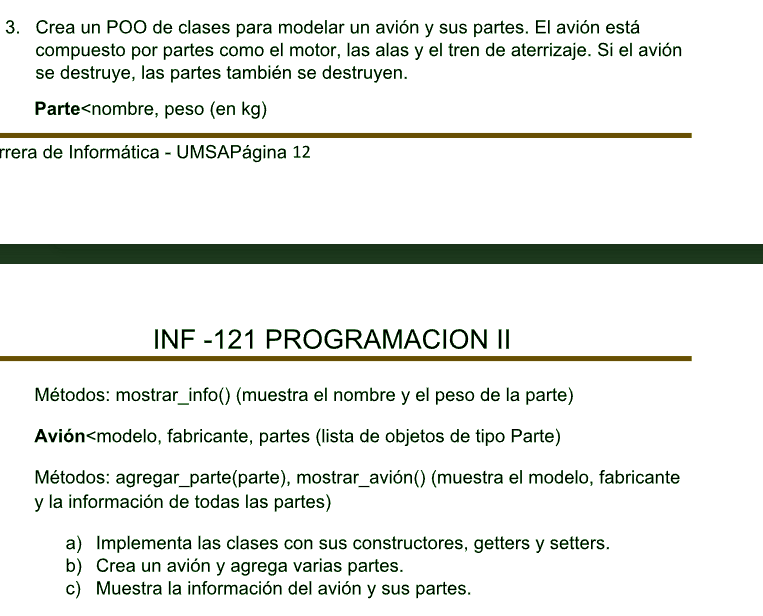 3. Crea un POO de clases para modelar un avión y sus partes. El avión está
compuesto por partes como el motor, las alas y el tren de aterrizaje. Si el avión
se destruye, las partes también se destruyen.
Parte<nombre, peso (en kg)
rrera de Informática - UMSAPágina 12
INF -121 PROGRAMACION II
Métodos: mostrar_info() (muestra el nombre y el peso de la parte)
Avión<modelo, fabricante, partes (lista de objetos de tipo Parte)
Métodos: agregar_parte(parte), mostrar_avión() (muestra el modelo, fabricante
y la información de todas las partes)
a) Implementa las clases con sus constructores, getters y setters.
b) Crea un avión y agrega varias partes.
c) Muestra la información del avión y sus partes.